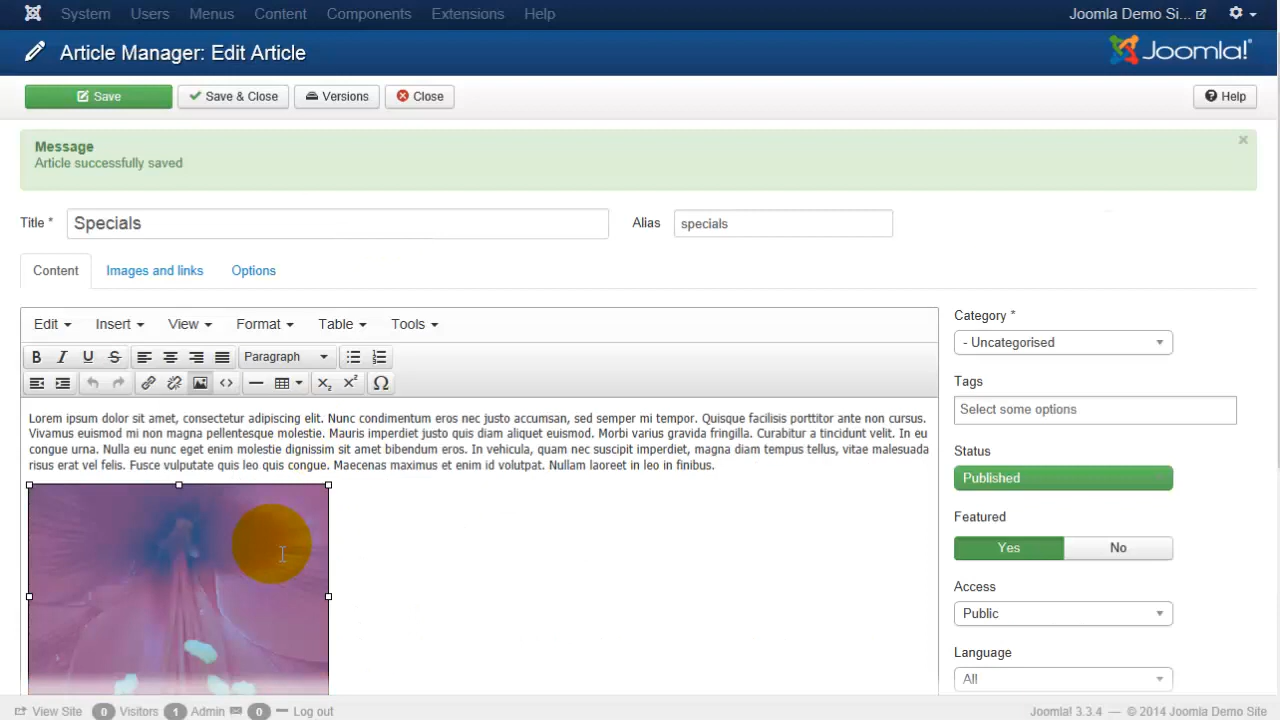 System Users Menus Content Components Extensions Help Joomla Demo Si...
Article Manager: Edit Article Joomla!
Save Save & Close Versions Close Help
Message
Article successfully saved
Title * Specials Alias specials
Content Images and links Options
Edit Insert View Format Table Tools
B I U S Paragraph
Lorem ipsum dolor sit amet, consectetur adipiscing elit. Nunc condimentum eros nec justo accumsan, sed semper mi tempor. Quisque facilisis porttitor ante non cursus.
Vivamus euismod mi non magna pellentesque molestie. Mauris imperdiet justo quis diam aliquet euismod. Morbi varius gravida fringilla. Curabitur a tincidunt velit. In eu
congue urna. Nulla eu nunc eget enim molestie dignissim sit amet bibendum eros. In vehicula, quam nec suscipit imperdiet, magna diam tempus tellus, vitae malesuada
risus erat vel felis. Fusce vulputate quis leo quis congue. Maecenas maximus et enim id volutpat. Nullam laoreet in leo in finibus.
Category *
- Uncategorised
Tags
Select some options
Status
Published
Featured
Yes No
Access
Public
Language
All
View Site 0 Visitors 1 Admin 0 Log out Joomla! 3.3.4 — © 2014 Joomla Demo Site